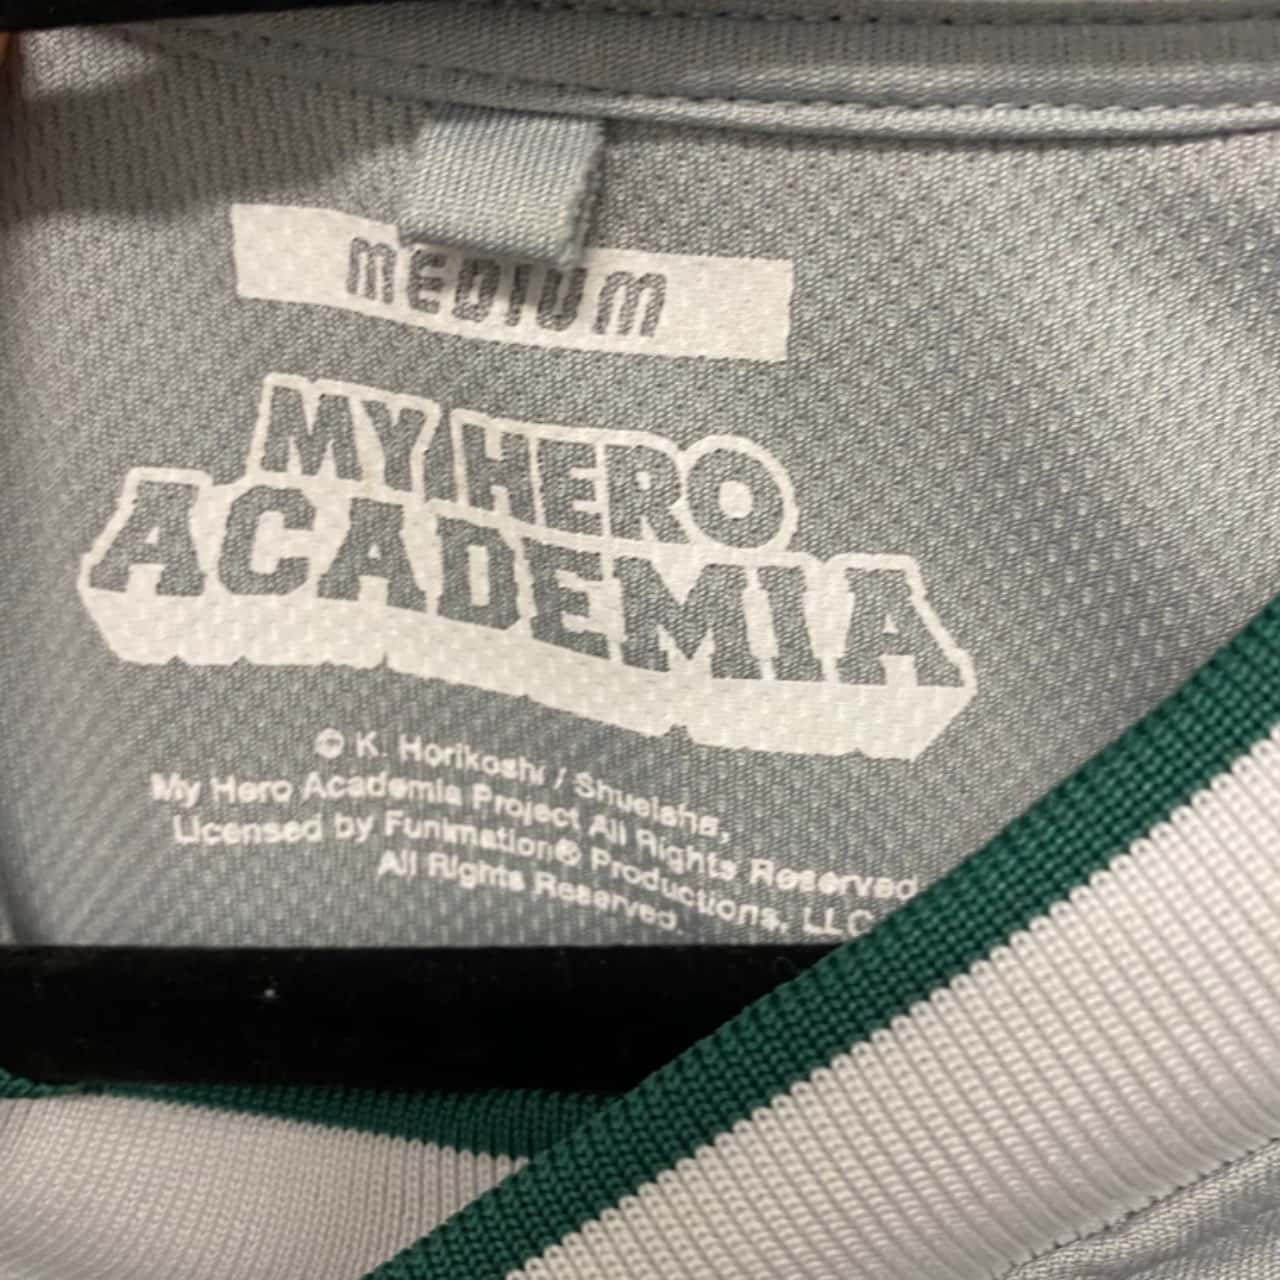 MEDIUM
MY HERO
ACADEMIA
© K. Horikoshi / Shueisha,
My Hero Academia Project All Rights Reserved.
Licensed by Funimation® Productions, LLC
All Rights Reserved.